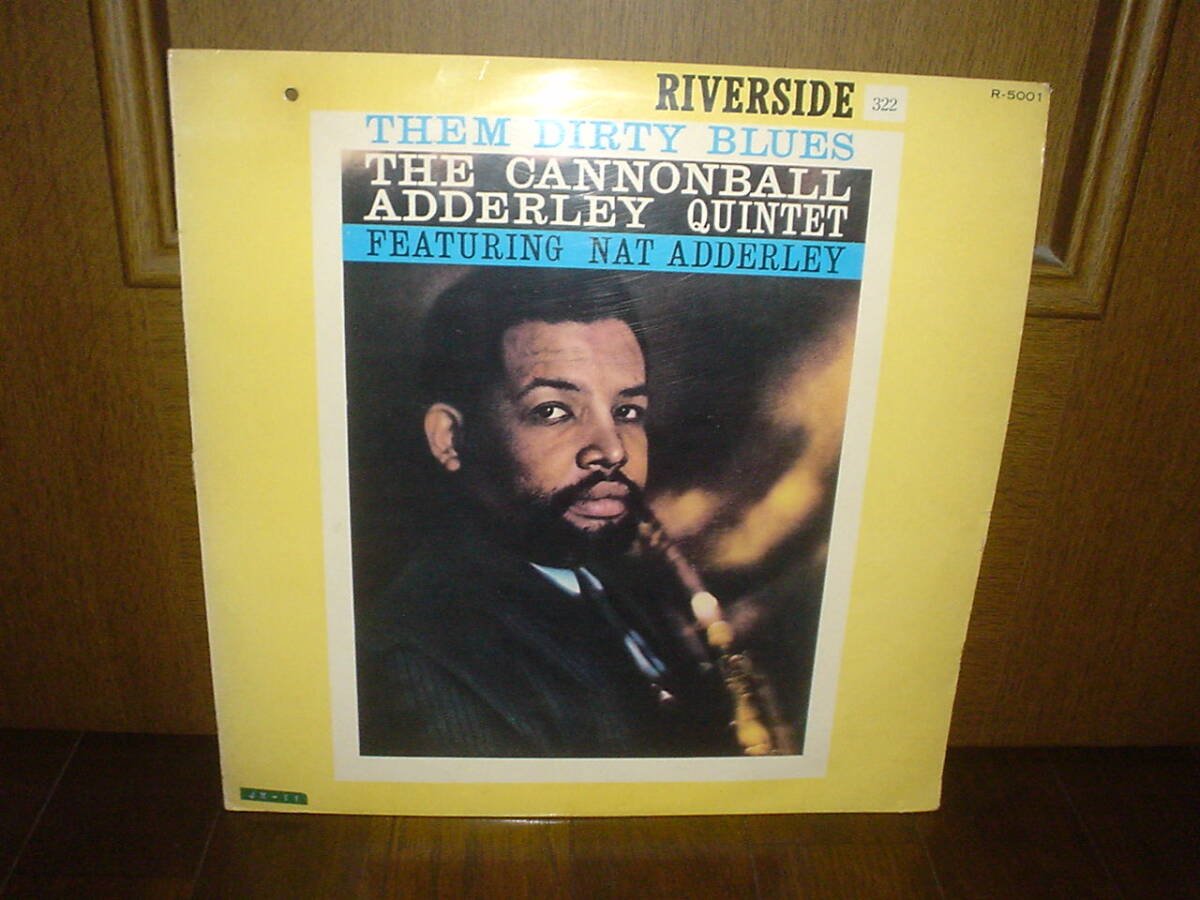 RIVERSIDE 322 R-5001
THEM DIRTY BLUES
THE CANNONBALL
ADDERLEY QUINTET
FEATURING NAT ADDERLEY